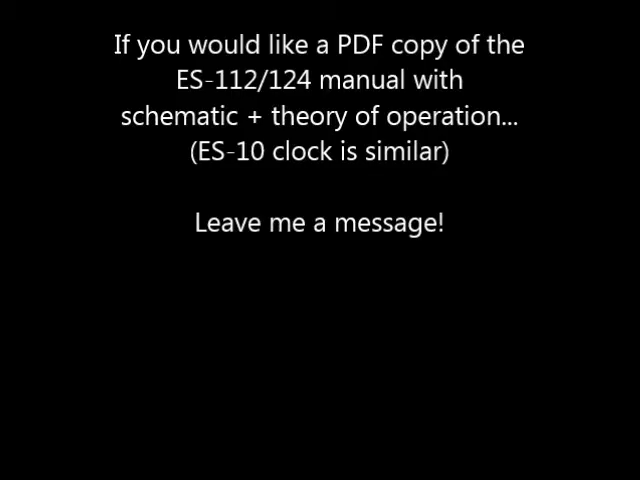 If you would like a PDF copy of the
ES-112/124 manual with
schematic + theory of operation...
(ES-10 clock is similar)
Leave me a message!